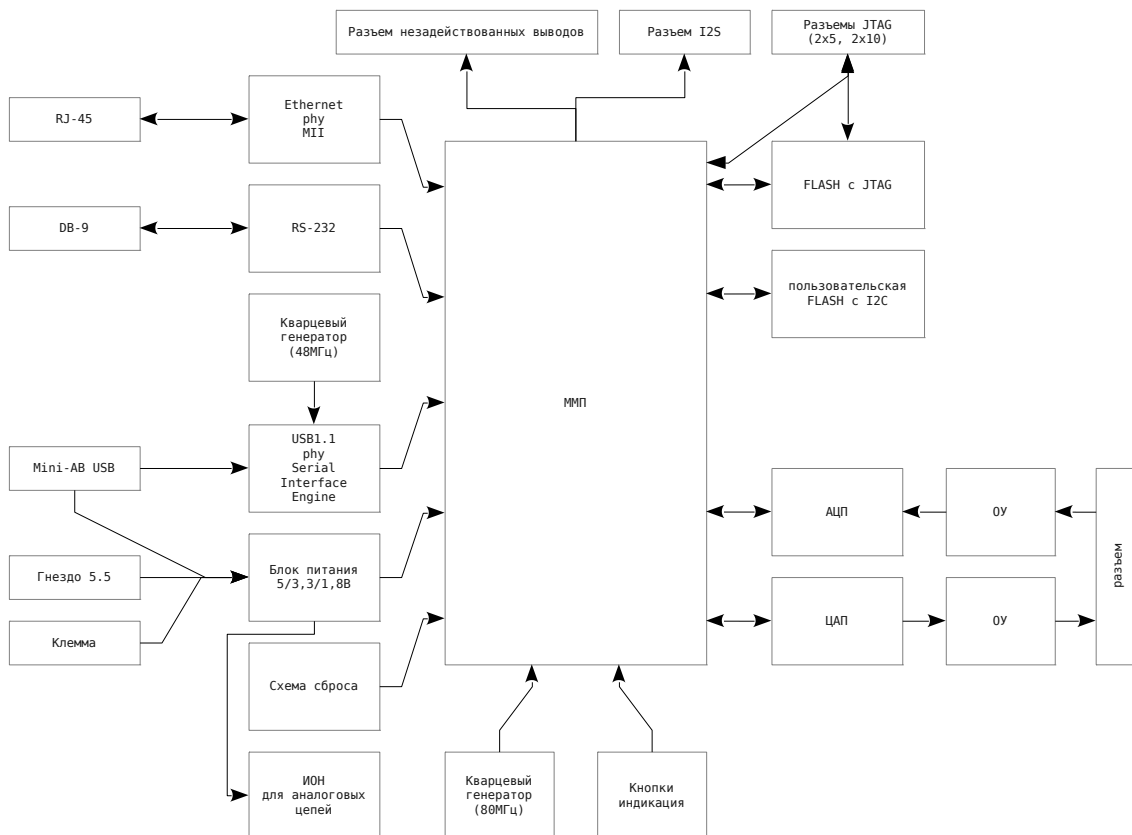 Разъем незадействованных выводов
Разъем I2S
Разъемы JTAG
(2x5, 2x10)
RJ-45
Ethernet
phy
MII
FLASH с JTAG
DB-9
RS-232
пользовательская
FLASH с I2C
Кварцевый
генератор
(48МГц)
ММП
Mini-AB USB
USB1.1
phy
Serial
Interface
Engine
АЦП
ОУ
разъем
Гнездо 5.5
Блок питания
5/3,3/1,8В
Клемма
ЦАП
ОУ
Схема сброса
ИОН
для аналоговых
цепей
Кварцевый
генератор
(80МГц)
Кнопки
индикация